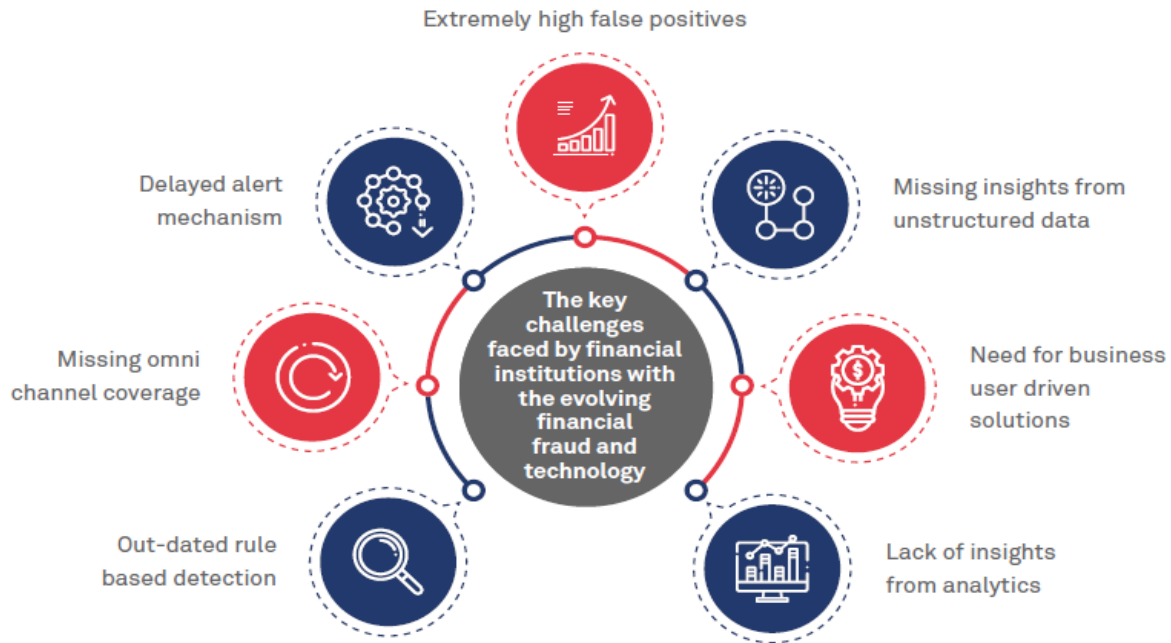 Extremely high false positives
Delayed alert
mechanism
Missing insights from
unstructured data
The key
challenges
faced by financial
institutions with
the evolving
financial
fraud and
technology
Missing omni
channel coverage
Need for business
user driven
solutions
Out-dated rule
based detection
Lack of insights
from analytics